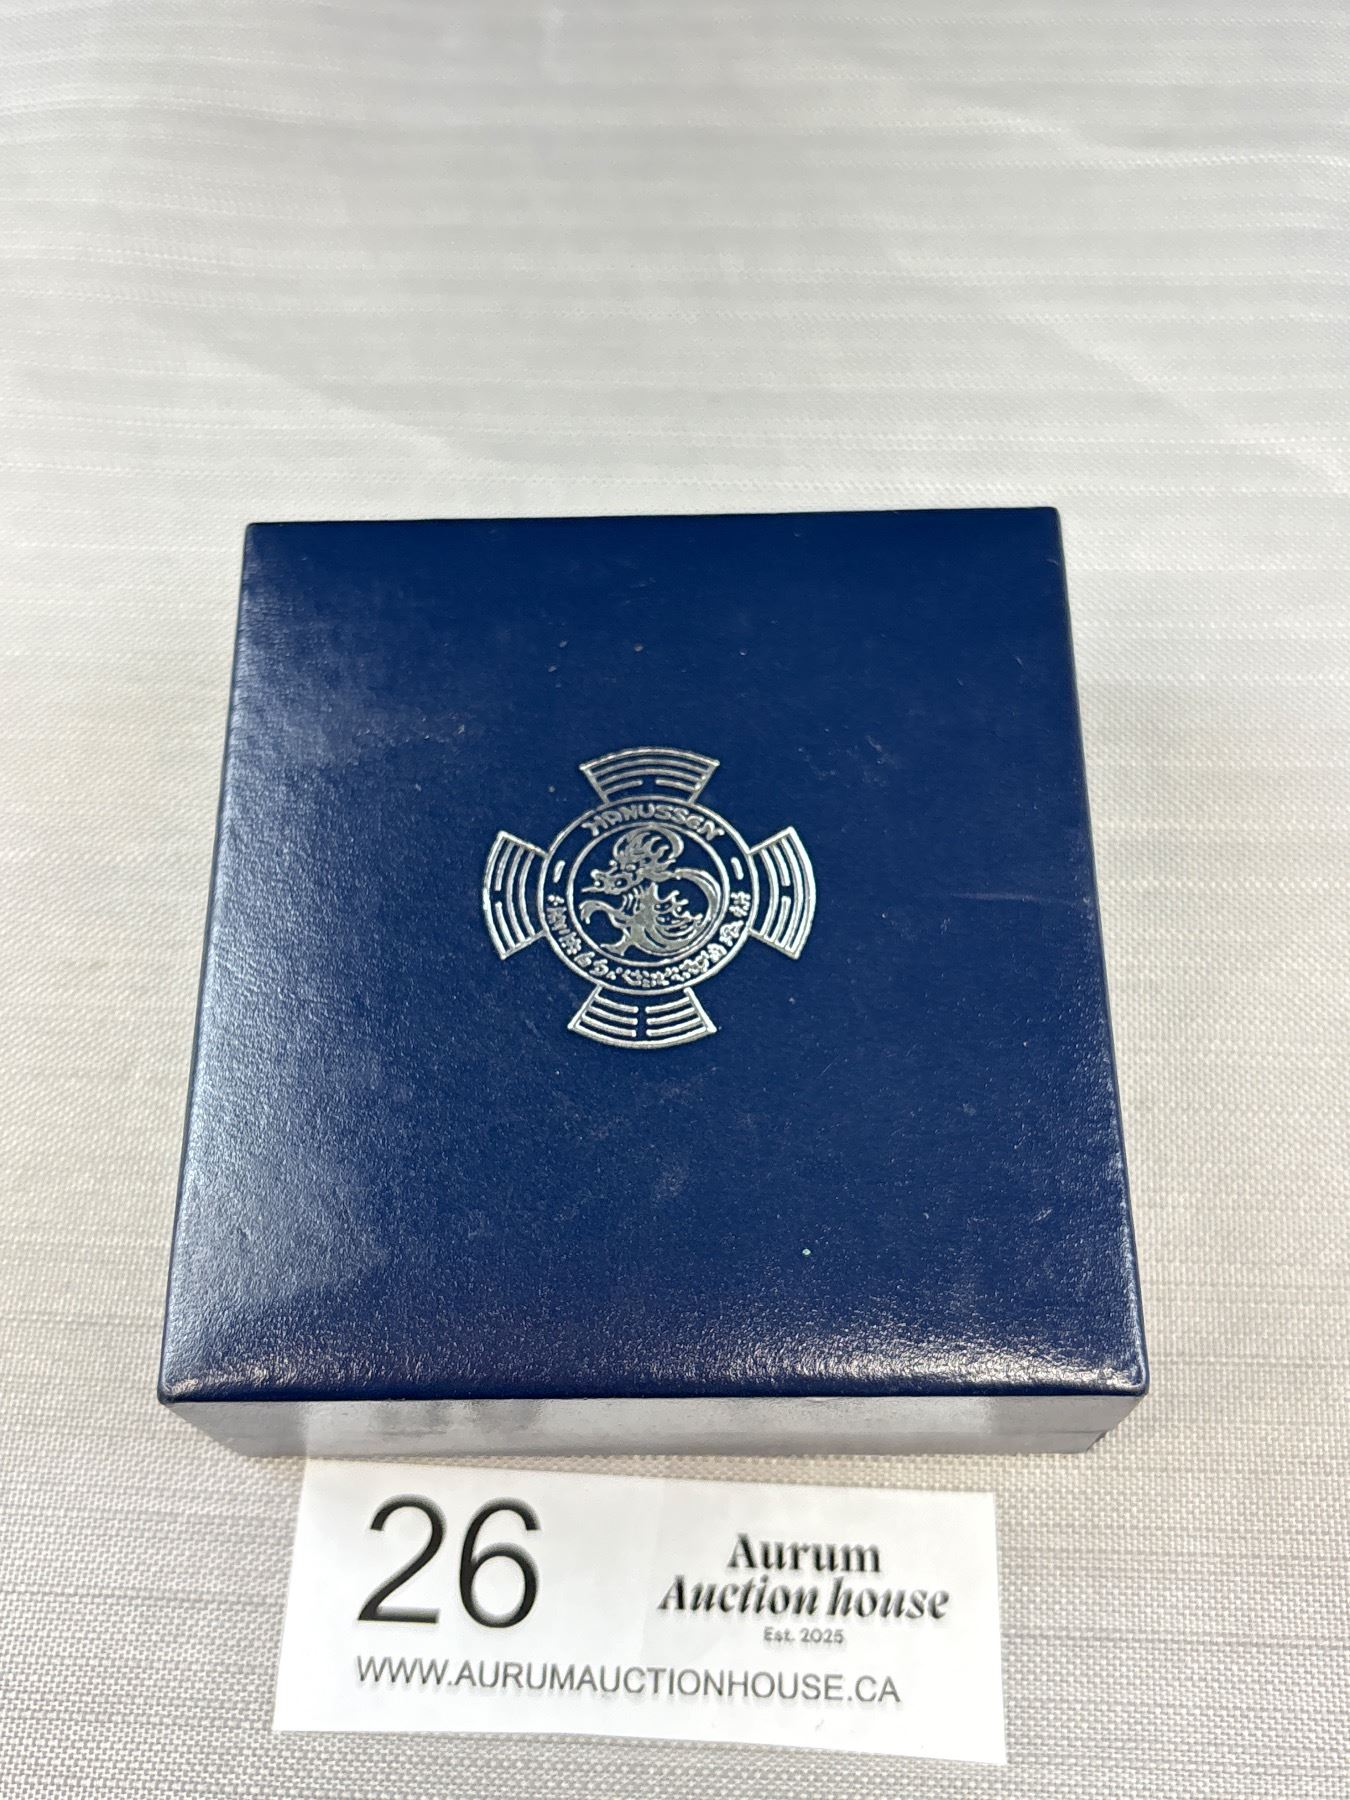 HANUSSEN
26
Aurum
Auction house
Est. 2025
WWW.AURUMAUCTIONHOUSE.CA